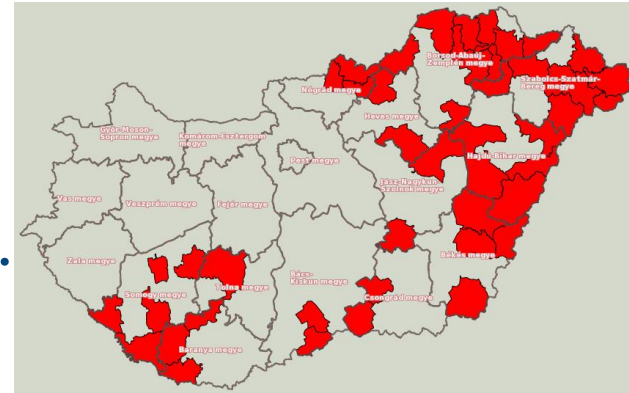 Borsod-Abaúj-
Zemplén megye
Szabolcs-Szatmár-
Bereg megye
Nógrád megye
Heves megye
Győr-Moson-
Sopron megye
Komárom-Esztergom
megye
Pest megye
Hajdú-Bihar megye
Jász-Nagykun-
Szolnok megye
Vas megye
Veszprém megye
Fejér megye
Zala megye
Békés megye
Somogy megye
Tolna megye
Bács-
Kiskun megye
Csongrád megye
Baranya megye